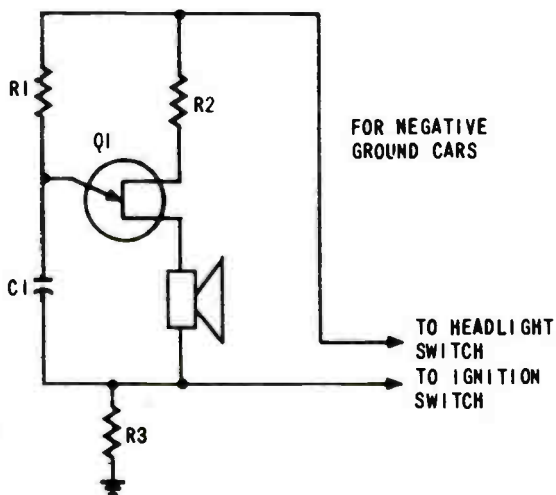 R1
R2
Q1
FOR NEGATIVE
GROUND CARS
C1
TO HEADLIGHT
SWITCH
TO IGNITION
SWITCH
R3